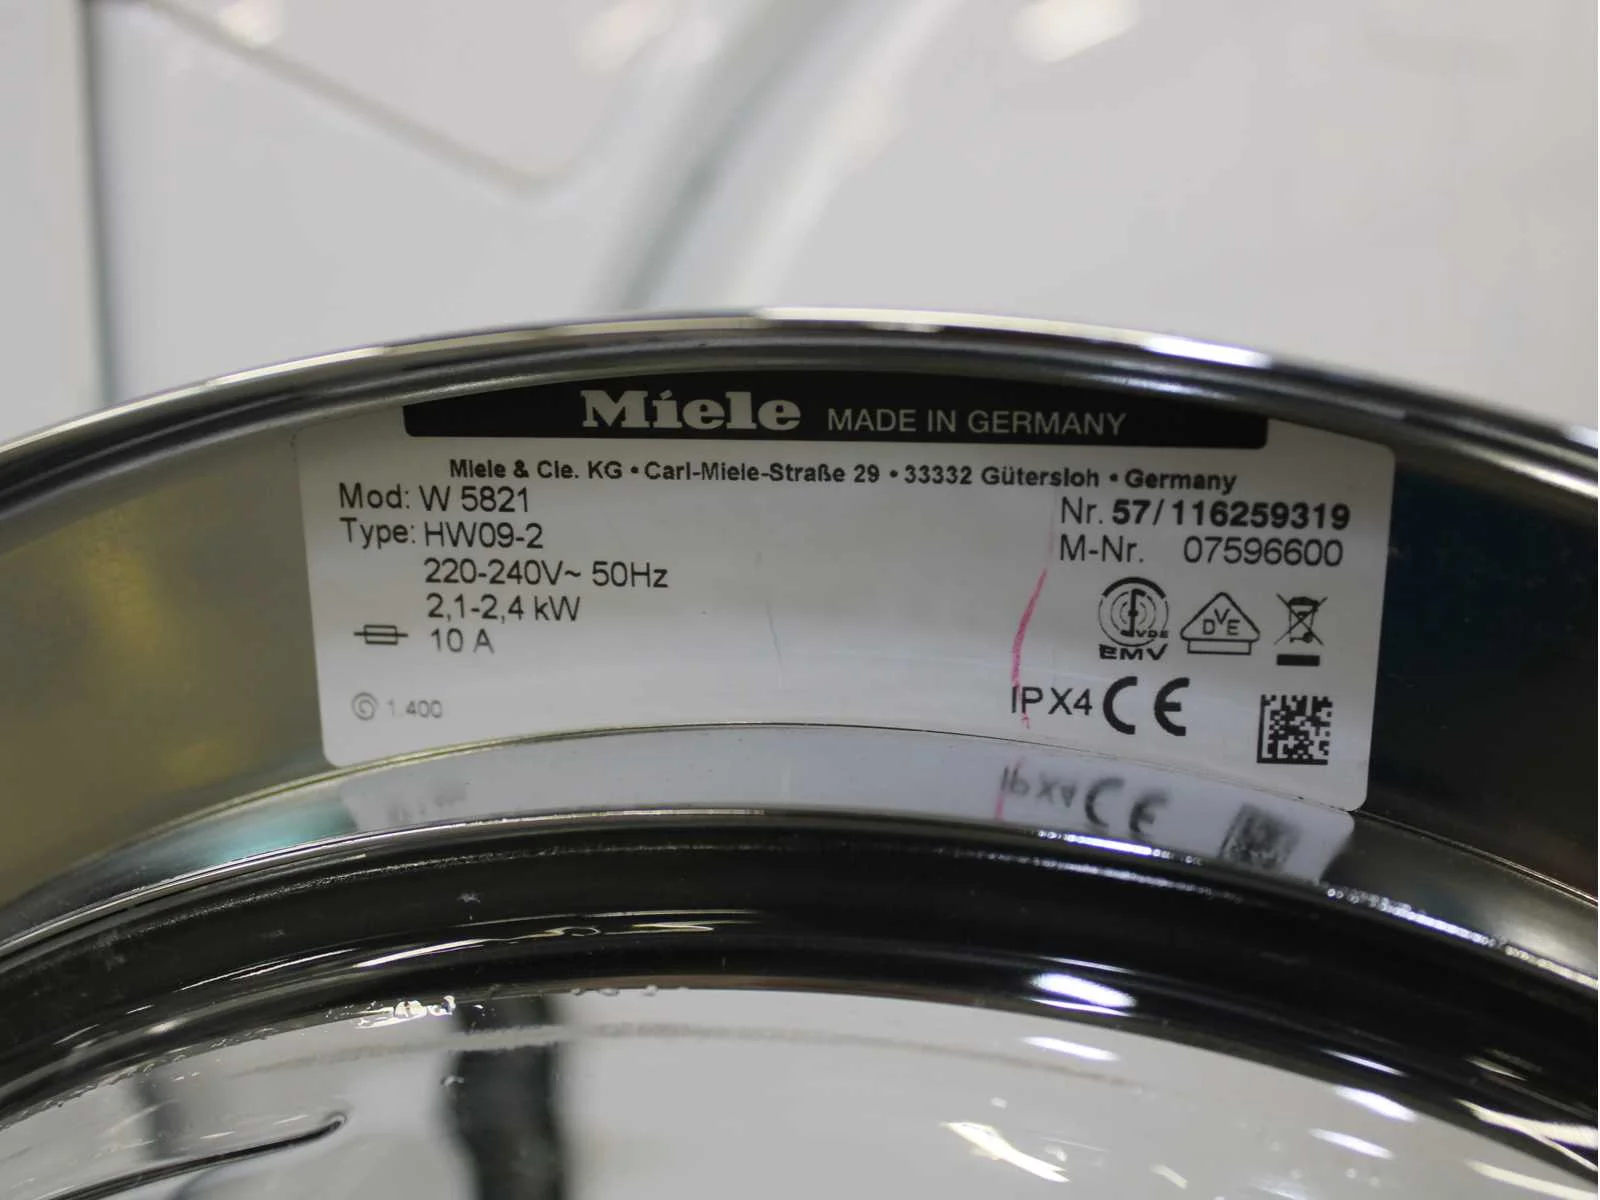 Miele MADE IN GERMANY
Miele & Cie. KG • Carl-Miele-Straße 29 • 33332 Gütersloh • Germany
Mod: W 5821
Nr. 57/116259319
Type: HW09-2
M-Nr. 07596600
220-240V~ 50Hz
2,1-2,4 kW
10 A
VDE
EMV
DVE
1.400
IPX4 CE